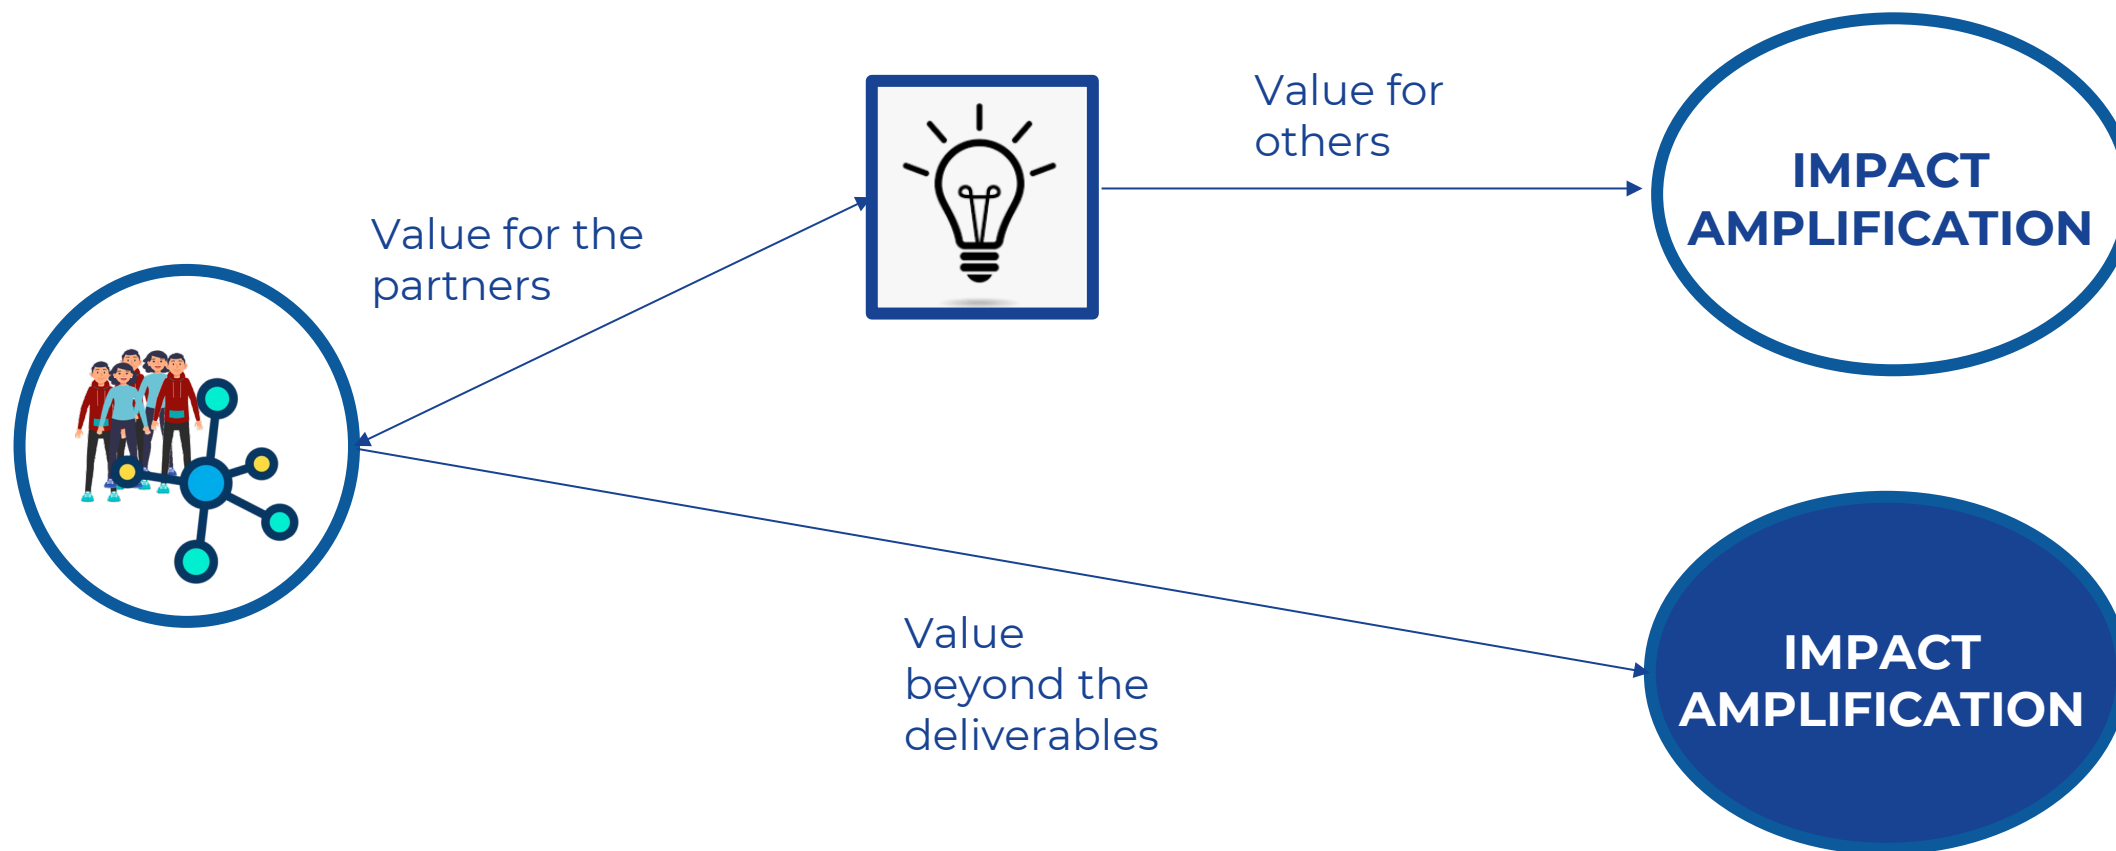 Value for
others
IMPACT
AMPLIFICATION
Value for the
partners
Value
beyond the
deliverables
IMPACT
AMPLIFICATION